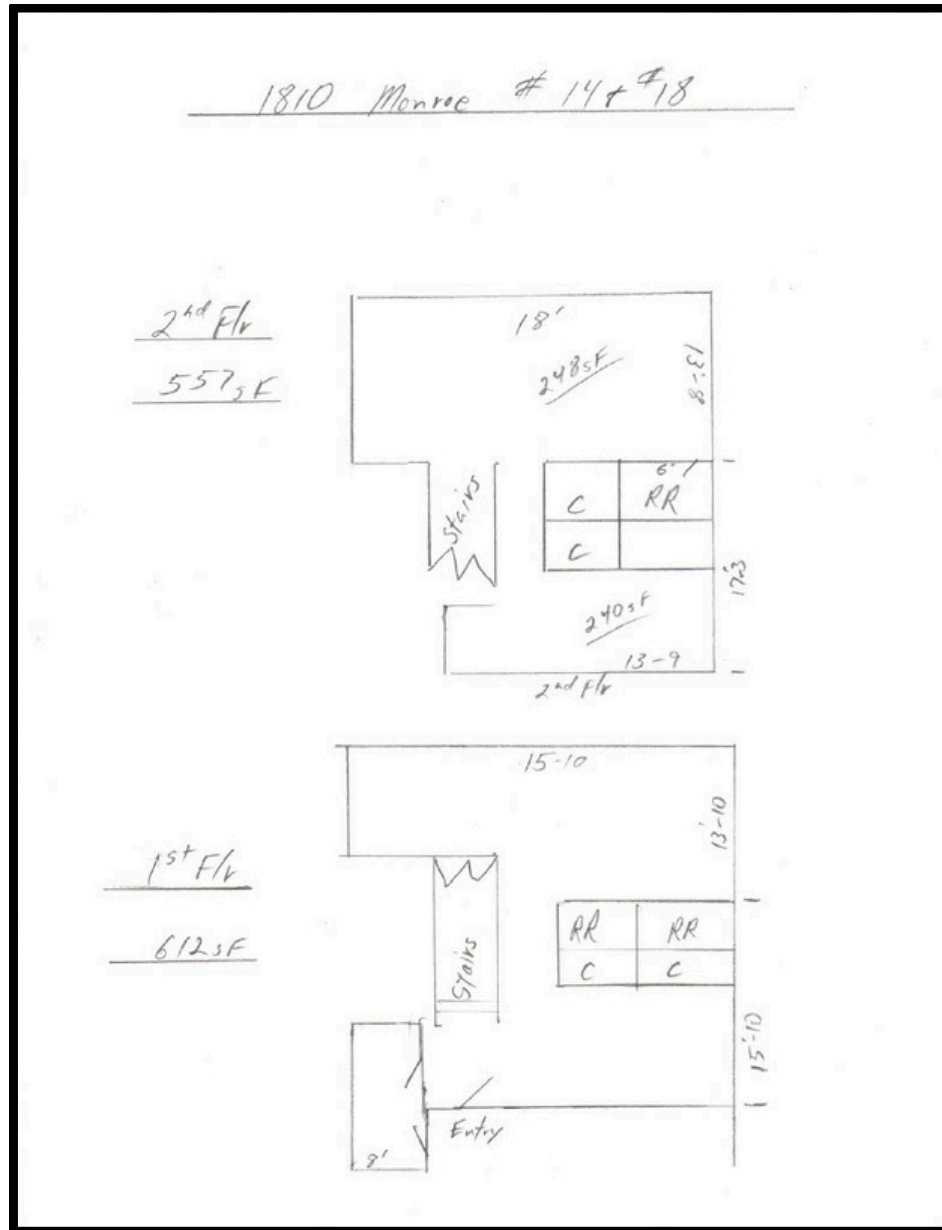 1810 Monroe # 14 + #18
2nd Flr
557 sF
18'
248 sF
13'-8
Stairs
C
6'
RR
C
17'3
240 sF
13-9
2nd Flr
15-10
13'-10
1st Flr
612 sF
RR
RR
C
C
Stairs
15'-10
Entry
8'